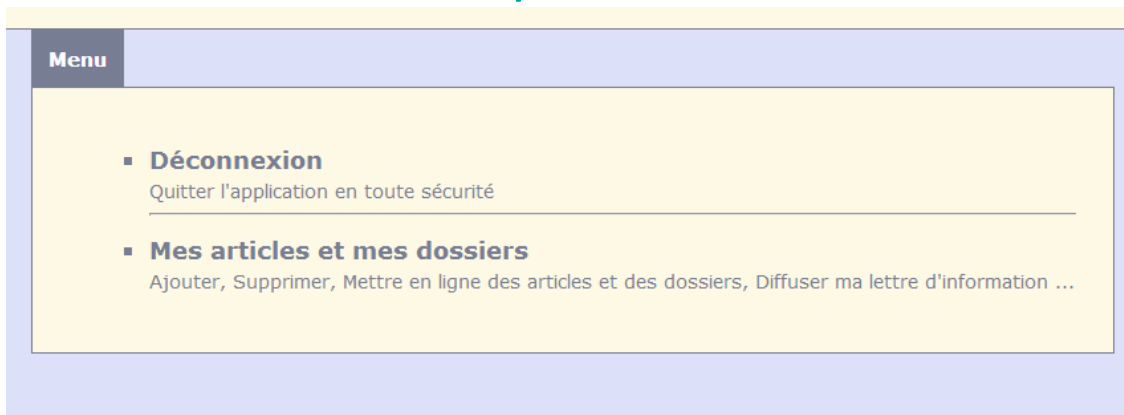 Menu
Déconnexion
Quitter l'application en toute sécurité
Mes articles et mes dossiers
Ajouter, Supprimer, Mettre en ligne des articles et des dossiers, Diffuser ma lettre d'information ...